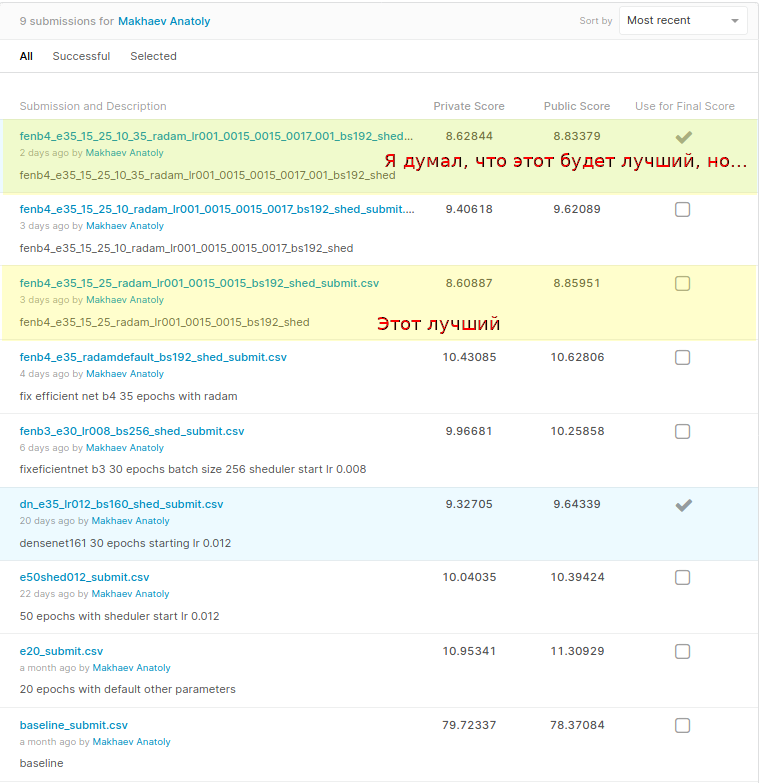 9 submissions for Makhaev Anatoly
Sort by Most recent
All Successful Selected
Submission and Description Private Score Public Score Use for Final Score
fenb4_e35_15_25_10_35_radam_lr001_0015_0015_0017_001_bs192_shed... 8.62844 8.83379
2 days ago by Makhaev Anatoly
Я думал, что этот будет лучший, но...
fenb4_e35_15_25_10_35_radam_lr001_0015_0015_0017_001_bs192_shed
fenb4_e35_15_25_10_radam_lr001_0015_0015_0017_bs192_shed_submit.... 9.40618 9.62089
3 days ago by Makhaev Anatoly
fenb4_e35_15_25_10_radam_lr001_0015_0015_0017_bs192_shed
fenb4_e35_15_25_radam_lr001_0015_0015_bs192_shed_submit.csv 8.60887 8.85951
3 days ago by Makhaev Anatoly
fenb4_e35_15_25_radam_lr001_0015_0015_bs192_shed
Этот лучший
fenb4_e35_radamdefault_bs192_shed_submit.csv 10.43085 10.62806
4 days ago by Makhaev Anatoly
fix efficient net b4 35 epochs with radam
fenb3_e30_lr008_bs256_shed_submit.csv 9.96681 10.25858
6 days ago by Makhaev Anatoly
fixeficientnet b3 30 epochs batch size 256 sheduler start lr 0.008
dn_e35_lr012_bs160_shed_submit.csv 9.32705 9.64339
20 days ago by Makhaev Anatoly
densenet161 30 epochs starting lr 0.012
e50shed012_submit.csv 10.04035 10.39424
22 days ago by Makhaev Anatoly
50 epochs with sheduler start lr 0.012
e20_submit.csv 10.95341 11.30929
a month ago by Makhaev Anatoly
20 epochs with default other parameters
baseline_submit.csv 79.72337 78.37084
a month ago by Makhaev Anatoly
baseline